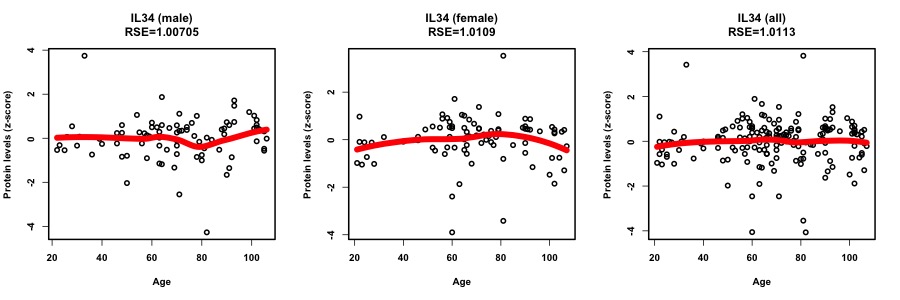 IL34 (male)
RSE=1.00705
Protein levels (z-score)
4
2
0
-2
-4
20 40 60 80 100
Age
IL34 (female)
RSE=1.0109
Protein levels (z-score)
2
0
-2
-4
20 40 60 80 100
Age
IL34 (all)
RSE=1.0113
Protein levels (z-score)
4
2
0
-2
-4
20 40 60 80 100
Age